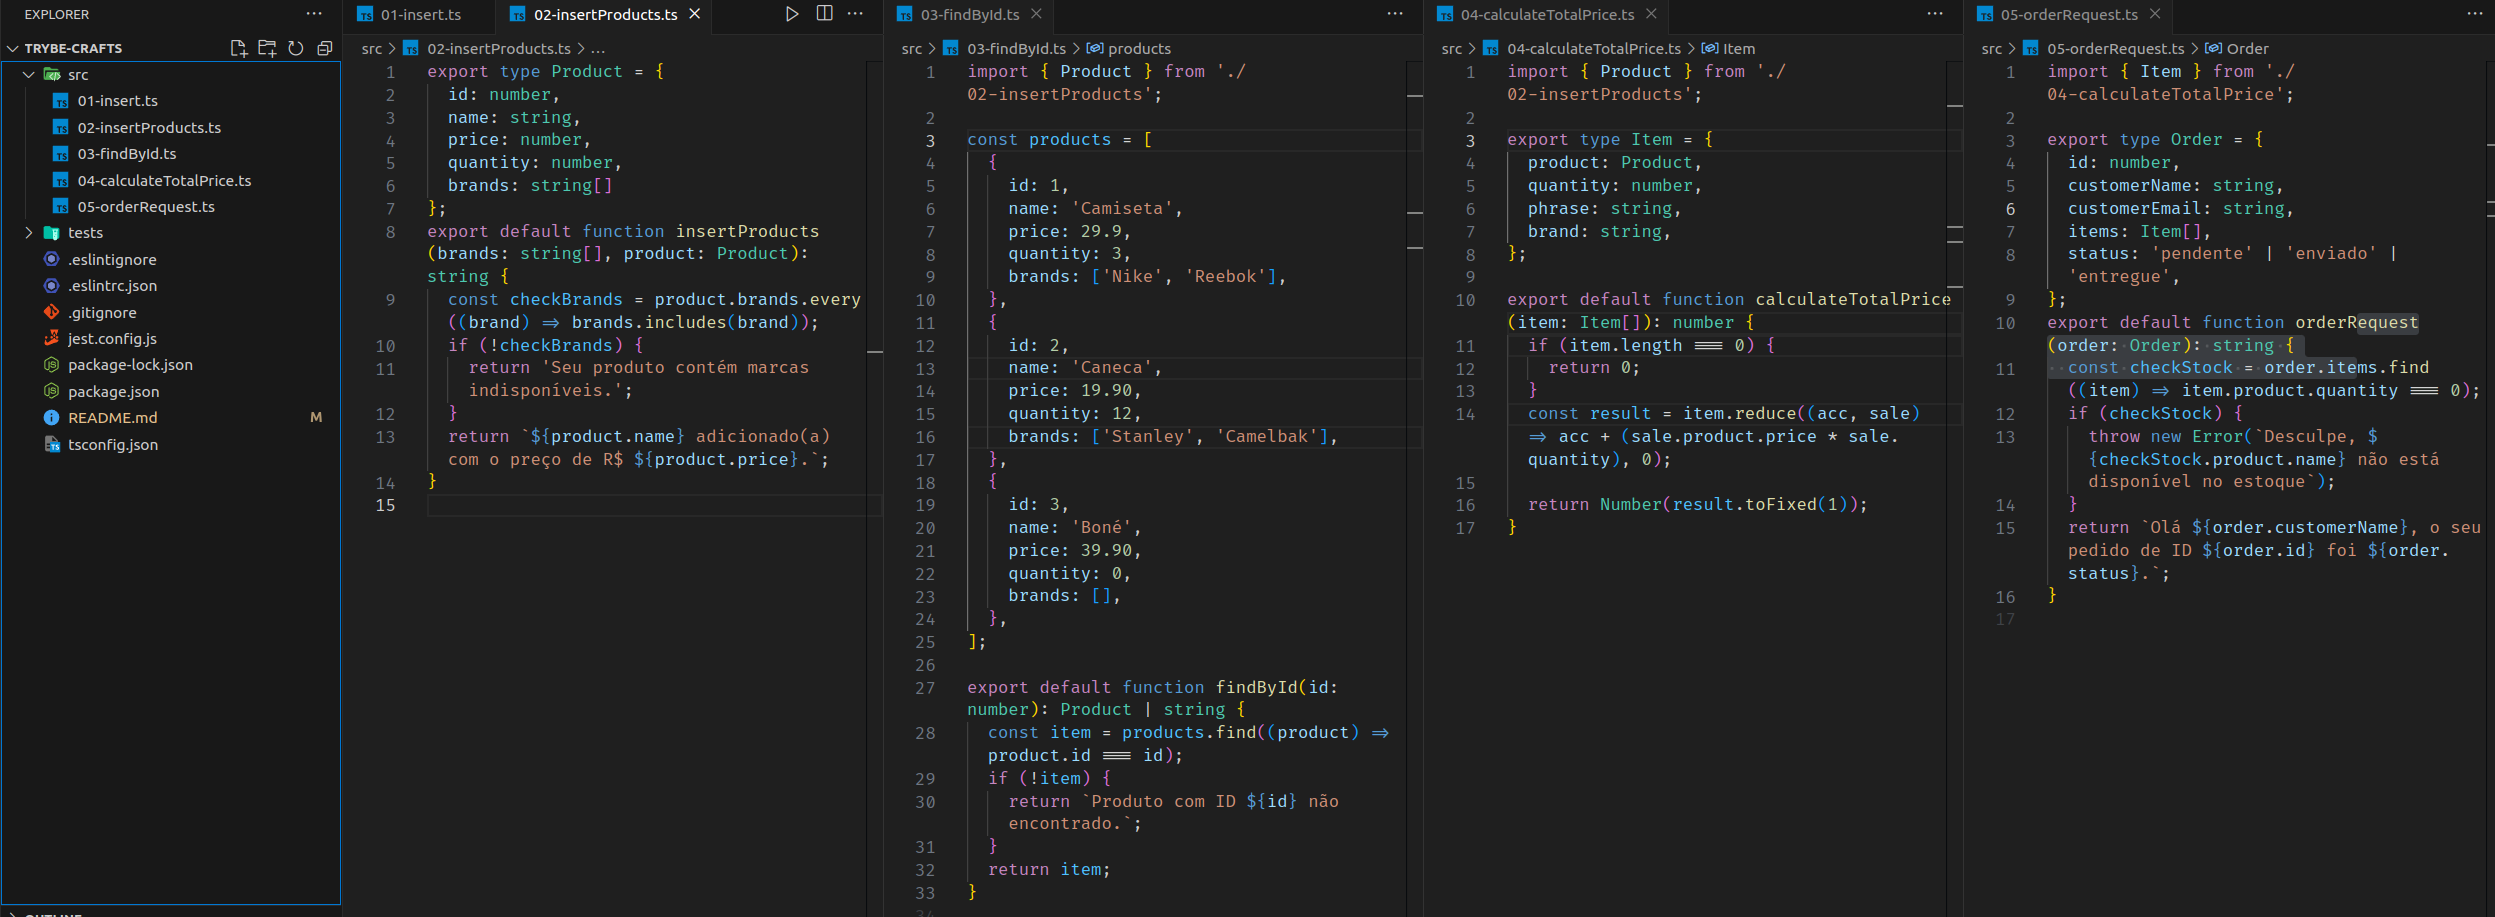 EXPLORER
TRYBE-CRAFTS
src
01-insert.ts
02-insertProducts.ts
03-findById.ts
04-calculateTotalPrice.ts
05-orderRequest.ts
tests
.eslintignore
.eslintrc.json
.gitignore
jest.config.js
package-lock.json
package.json
README.md M
tsconfig.json
OUTLINE
01-insert.ts 02-insertProducts.ts
src > 02-insertProducts.ts > ...
1 export type Product = {
2 id: number,
3 name: string,
4 price: number,
5 quantity: number,
6 brands: string[]
7 };
8 export default function insertProducts
(brands: string[], product: Product):
string {
9 const checkBrands = product.brands.every
((brand) => brands.includes(brand));
10 if (!checkBrands) {
11 return 'Seu produto contém marcas
indisponíveis.';
12 }
13 return `${product.name} adicionado(a)
com o preço de R$ ${product.price}.`;
14 }
15
03-findById.ts
src > 03-findById.ts > products
1 import { Product } from './
02-insertProducts';
2
3 const products = [
4 {
5 id: 1,
6 name: 'Camiseta',
7 price: 29.9,
8 quantity: 3,
9 brands: ['Nike', 'Reebok'],
10 },
11 {
12 id: 2,
13 name: 'Caneca',
14 price: 19.90,
15 quantity: 12,
16 brands: ['Stanley', 'Camelbak'],
17 },
18 {
19 id: 3,
20 name: 'Boné',
21 price: 39.90,
22 quantity: 0,
23 brands: [],
24 },
25 ];
26
27 export default function findById(id:
number): Product | string {
28 const item = products.find((product) =>
product.id === id);
29 if (!item) {
30 return `Produto com ID ${id} não
encontrado.`;
31 }
32 return item;
33 }
34
04-calculateTotalPrice.ts
src > 04-calculateTotalPrice.ts > Item
1 import { Product } from './
02-insertProducts';
2
3 export type Item = {
4 product: Product,
5 quantity: number,
6 phrase: string,
7 brand: string,
8 };
9
10 export default function calculateTotalPrice
(item: Item[]): number {
11 if (item.length === 0) {
12 return 0;
13 }
14 const result = item.reduce((acc, sale)
=> acc + (sale.product.price * sale.
quantity), 0);
15
16 return Number(result.toFixed(1));
17 }
05-orderRequest.ts
src > 05-orderRequest.ts > Order
1 import { Item } from './
04-calculateTotalPrice';
2
3 export type Order = {
4 id: number,
5 customerName: string,
6 customerEmail: string,
7 items: Item[],
8 status: 'pendente' | 'enviado' |
'entregue',
9 };
10 export default function orderRequest
(order: Order): string {
11 const checkStock = order.items.find
((item) => item.product.quantity === 0);
12 if (checkStock) {
13 throw new Error(`Desculpe, $
{checkStock.product.name} não está
disponível no estoque`);
14 }
15 return `Olá ${order.customerName}, o seu
pedido de ID ${order.id} foi ${order.
status}.`;
16 }
17